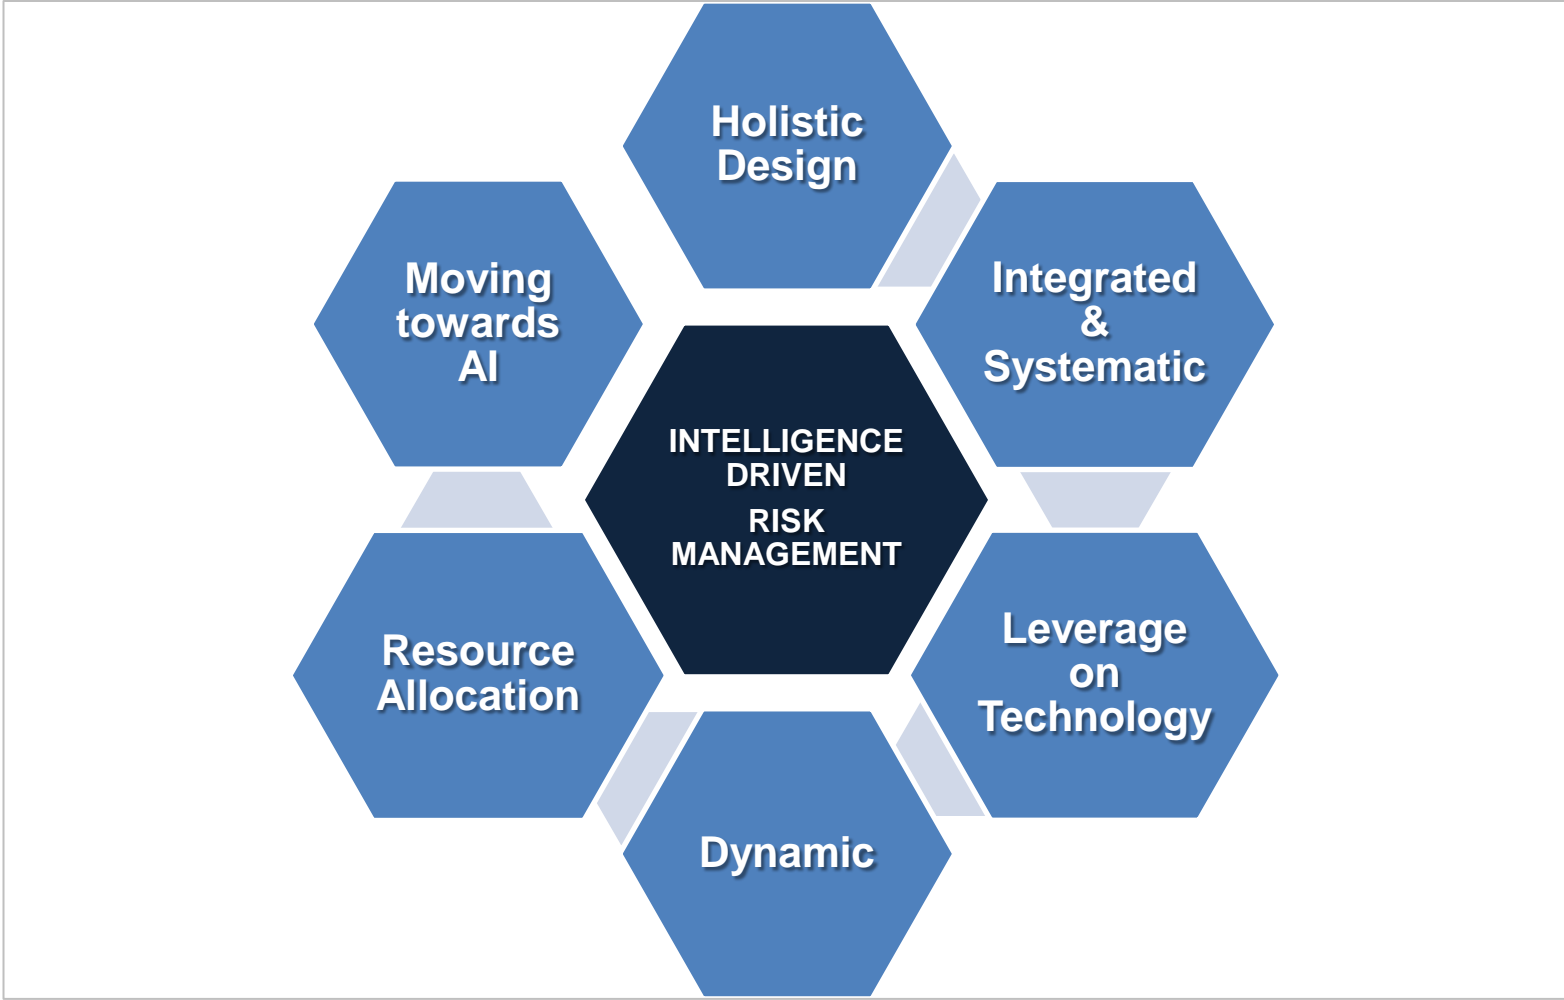 Holistic
Design
Integrated
&
Systematic
Leverage
on
Technology
Dynamic
Resource
Allocation
Moving
towards
AI
INTELLIGENCE
DRIVEN
RISK
MANAGEMENT